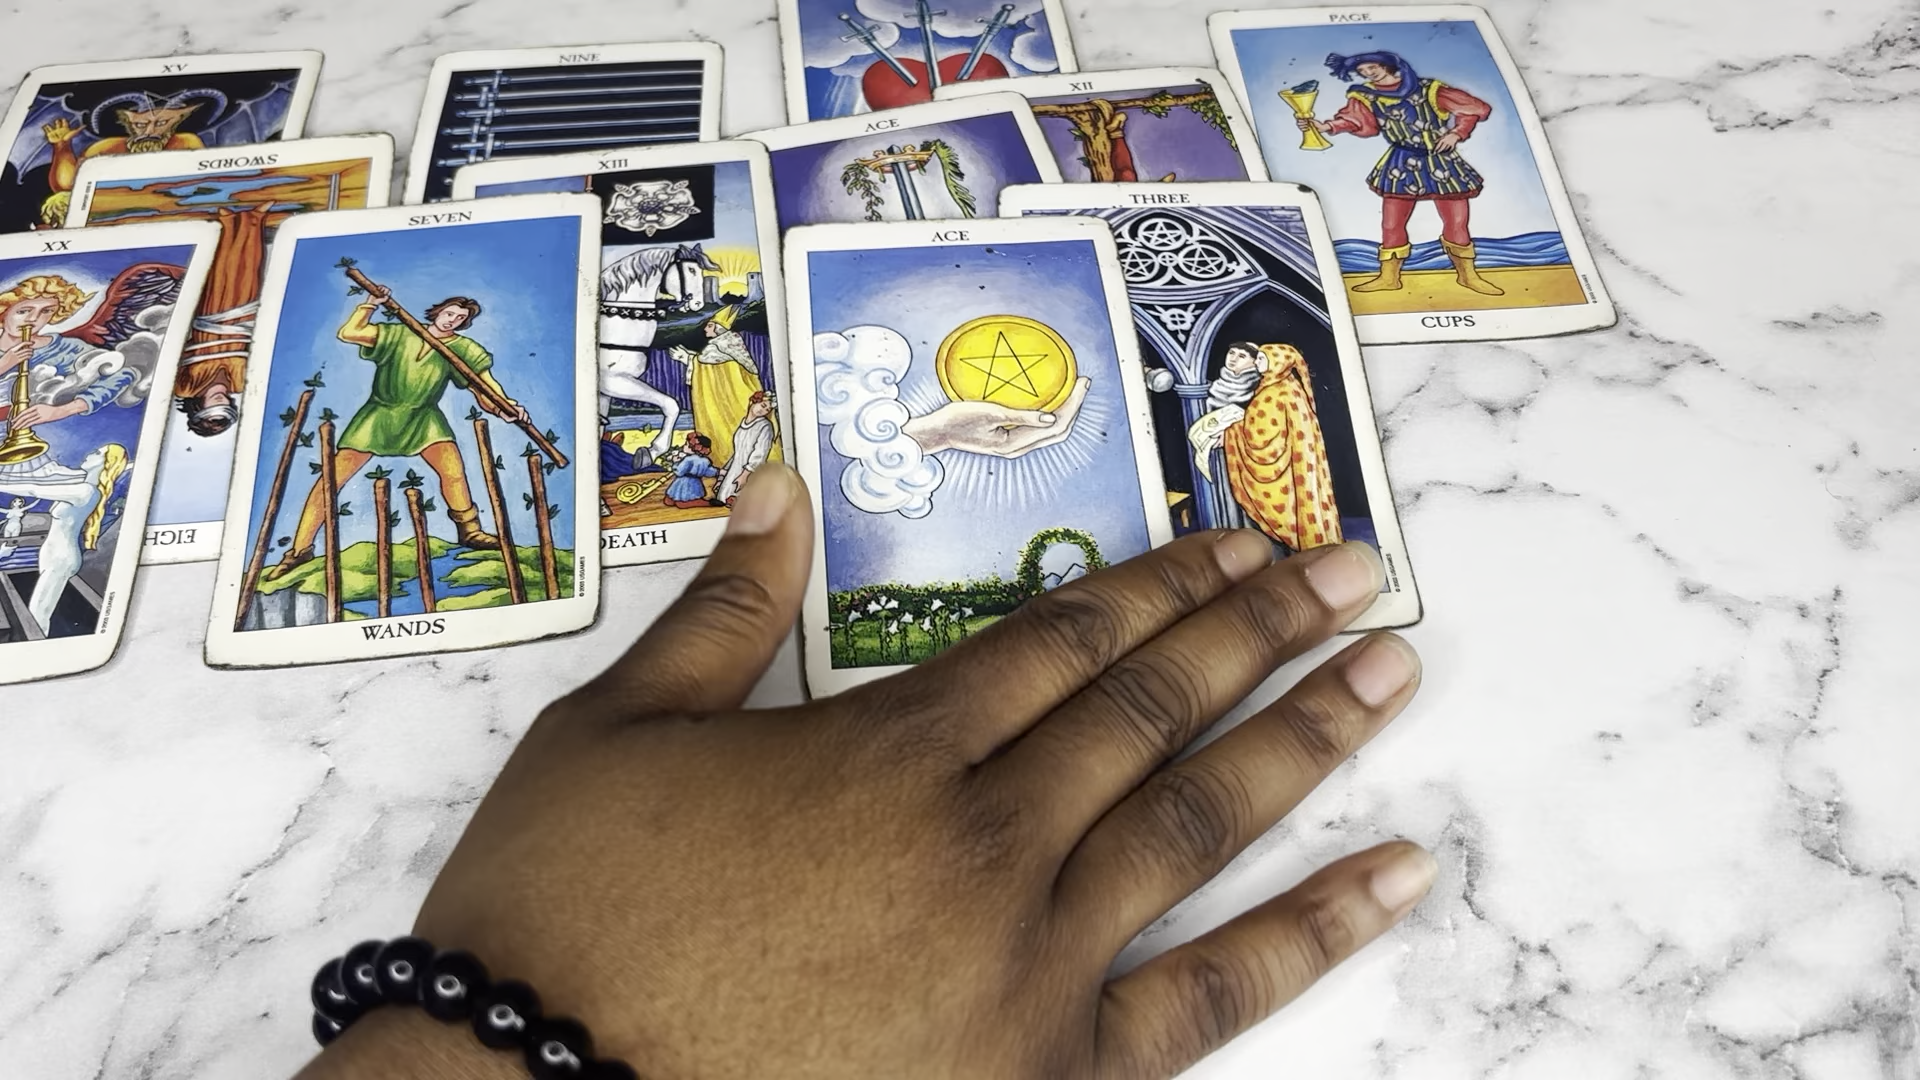 XV
NINE
PAGE
XII
ACE
SWORDS
XIII
THREE
SEVEN
ACE
XX
CUPS
EIGH
DEATH
WANDS